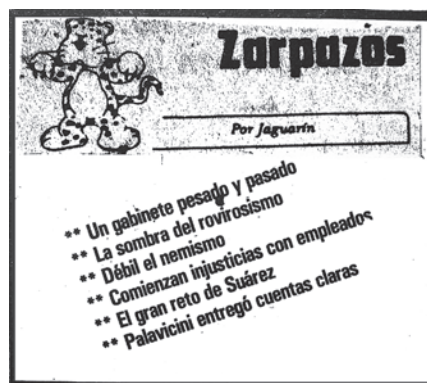 Zarpazos
Por Jaguarín
** Un gabinete pesado y pasado
** La sombra del rovirosismo
** Débil el nemismo
** Comienzan injusticias con empleados
** El gran reto de Suárez
** Palavicini entregó cuentas claras